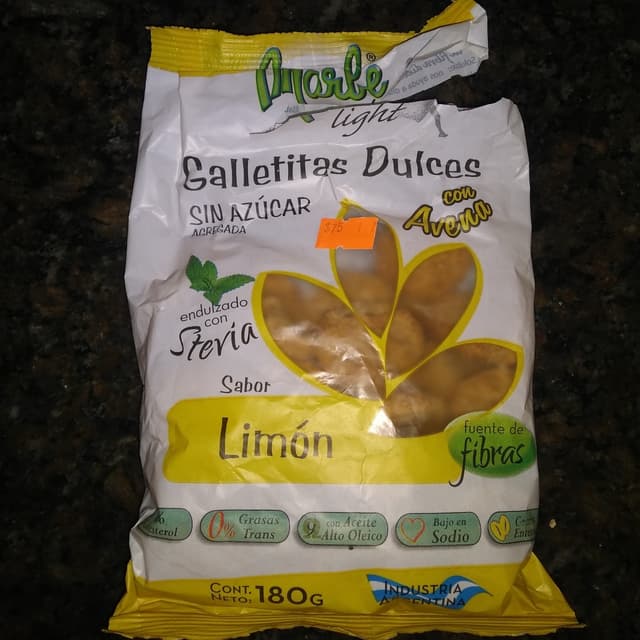 Marbe®
light
Galletitas Dulces
SIN AZÚCAR
AGREGADA
con
Avena
$75
endulzado
con
Stevia
Sabor
Limón
fuente de
fibras
0% Grasas
Trans
con Aceite
Alto Oleico
Bajo en
Sodio
CONT.
NETO: 180G
INDUSTRIA
ARGENTINA